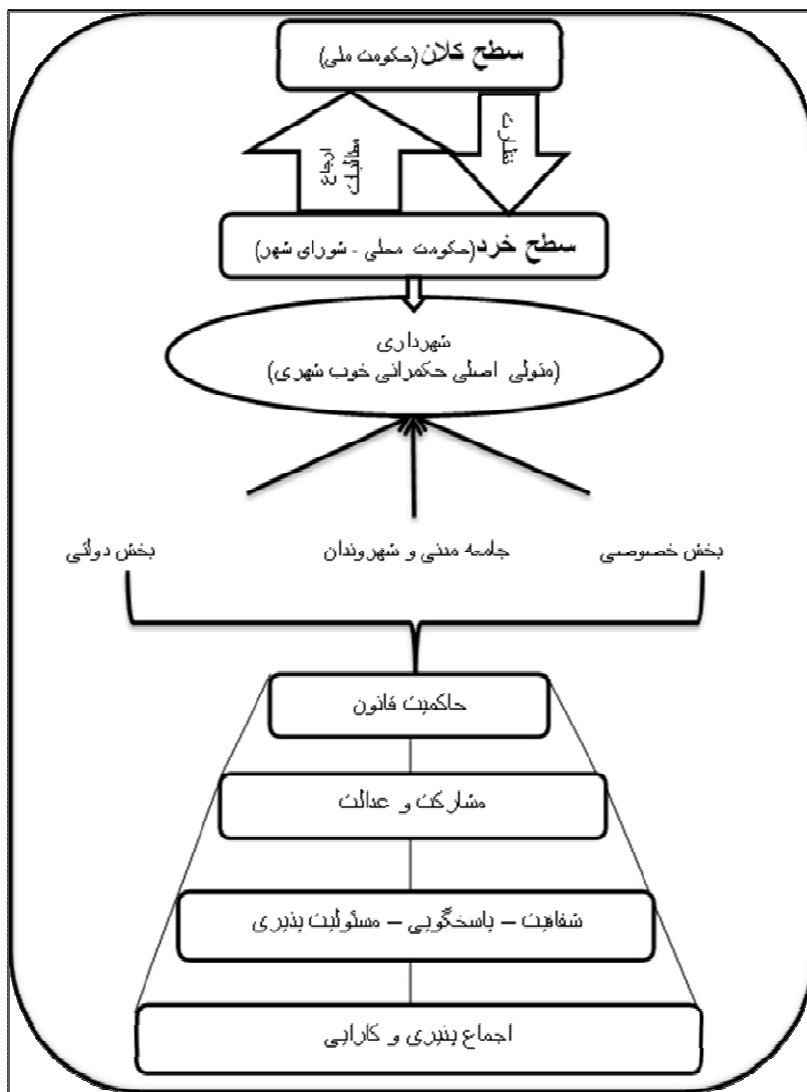 سطح کلان (حکومت ملی)
ارجاع
مطالبات
نظارت
سطح خرد (حکومت محلی - شورای شهر)
شهرداری
(متولی اصلی حکمرانی خوب شهری)
بخش خصوصی
جامعه مدنی و شهروندان
بخش دولتی
حاکمیت قانون
مشارکت و عدالت
شفافیت – پاسخگویی – مسئولیت پذیری
اجماع پذیری و کارایی